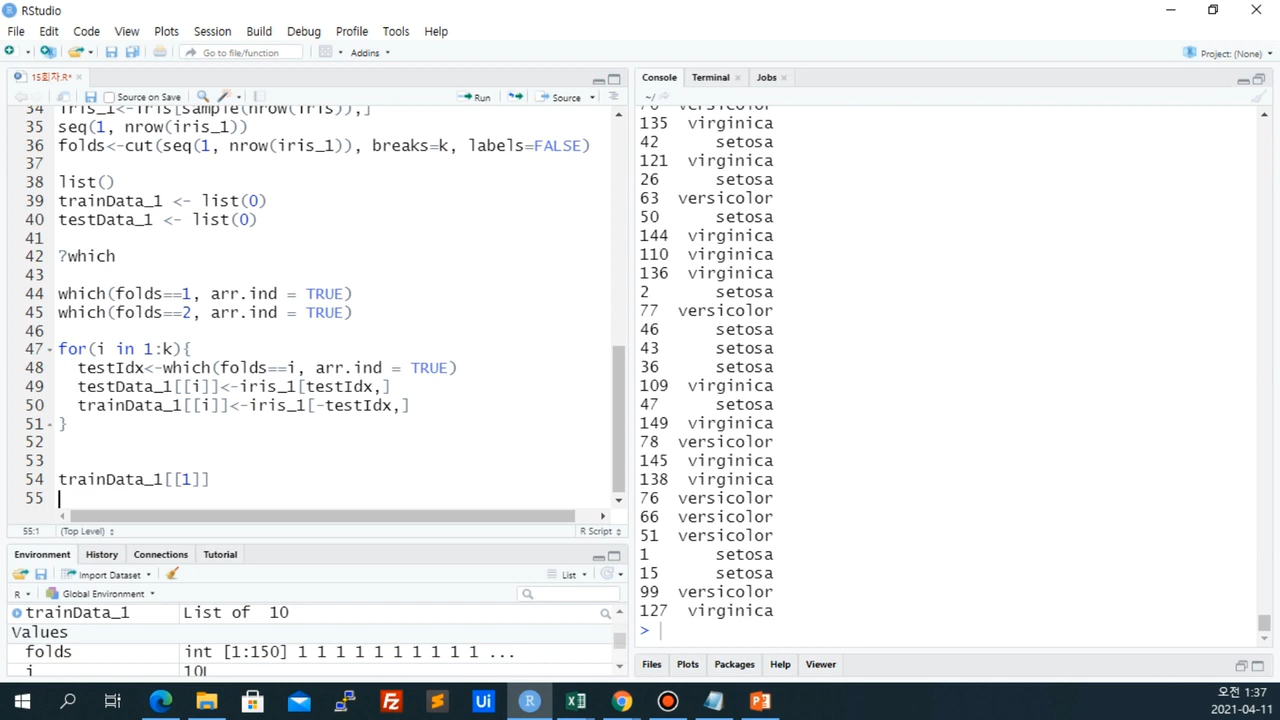 RStudio
File Edit Code View Plots Session Build Debug Profile Tools Help
Go to file/function Addins Project: (None)
15회차.R*
Source on Save Run Source
34 iris_1<-iris[sample(nrow(iris)),]
35 seq(1, nrow(iris_1))
36 folds<-cut(seq(1, nrow(iris_1)), breaks=k, labels=FALSE)
37
38 list()
39 trainData_1 <- list(0)
40 testData_1 <- list(0)
41
42 ?which
43
44 which(folds==1, arr.ind = TRUE)
45 which(folds==2, arr.ind = TRUE)
46
47 for(i in 1:k){
48 testIdx<-which(folds==i, arr.ind = TRUE)
49 testData_1[[i]]<-iris_1[testIdx,]
50 trainData_1[[i]]<-iris_1[-testIdx,]
51 }
52
53
54 trainData_1[[1]]
55
55:1 (Top Level) R Script
Environment History Connections Tutorial
Import Dataset List
R Global Environment
trainData_1 List of 10
Values
folds int [1:150] 1 1 1 1 1 1 1 1 1 1 ...
i 10L
Console Terminal Jobs
~/
70 versicolor
135 virginica
42 setosa
121 virginica
26 setosa
63 versicolor
50 setosa
144 virginica
110 virginica
136 virginica
2 setosa
77 versicolor
46 setosa
43 setosa
36 setosa
109 virginica
47 setosa
149 virginica
78 versicolor
145 virginica
138 virginica
76 versicolor
66 versicolor
51 versicolor
1 setosa
15 setosa
99 versicolor
127 virginica
>
Files Plots Packages Help Viewer
오전 1:37
2021-04-11